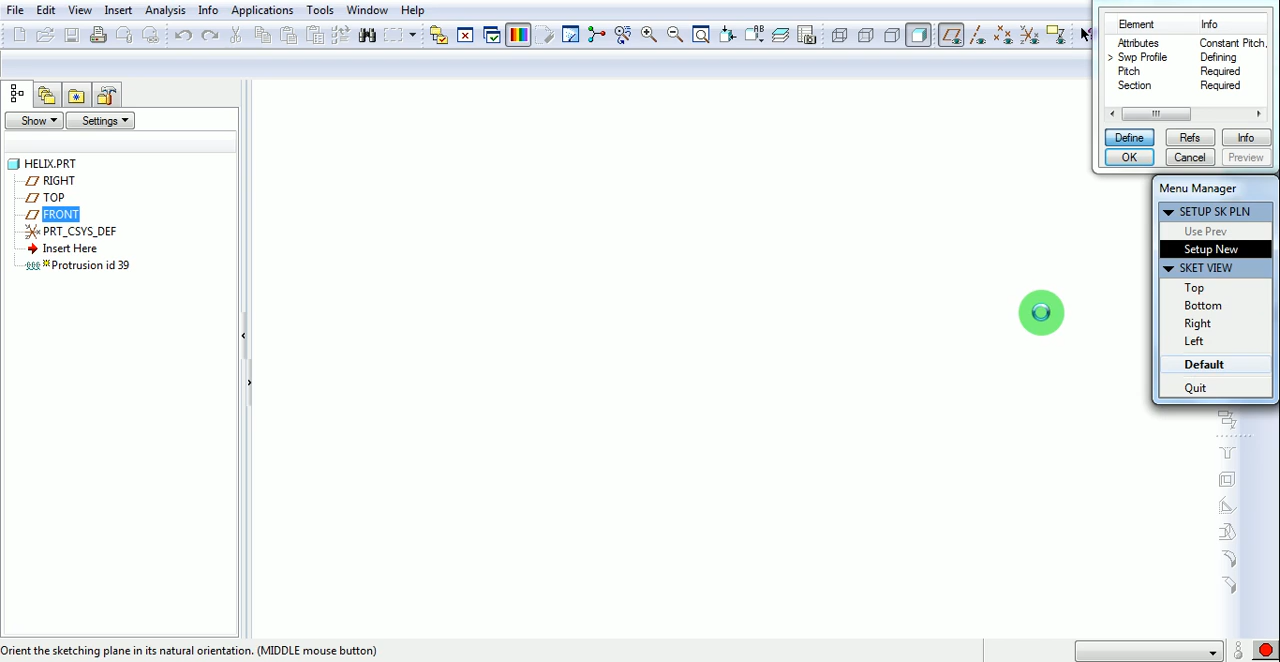 File Edit View Insert Analysis Info Applications Tools Window Help
Show Settings
HELIX.PRT
RIGHT
TOP
FRONT
PRT_CSYS_DEF
Insert Here
Protrusion id 39
Element Info
Attributes Constant Pitch,
> Swp Profile Defining
Pitch Required
Section Required
Define Refs Info
OK Cancel Preview
Menu Manager
SETUP SK PLN
Use Prev
Setup New
SKET VIEW
Top
Bottom
Right
Left
Default
Quit
Orient the sketching plane in its natural orientation. (MIDDLE mouse button)